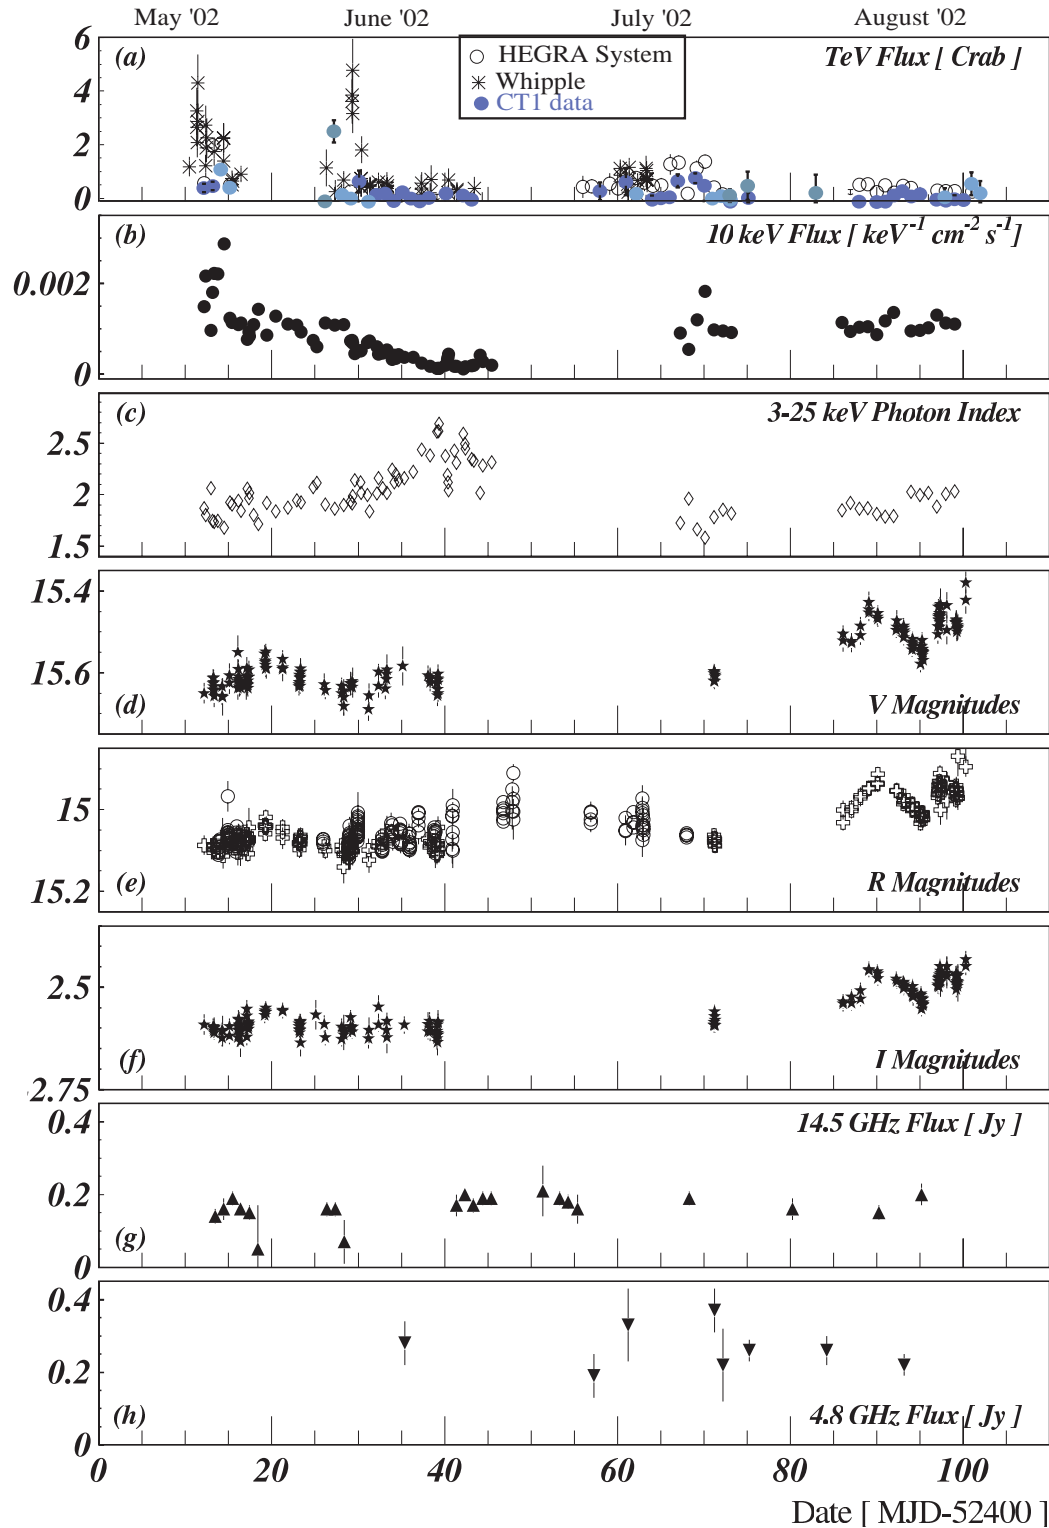 May '02 June '02 July '02 August '02
6
4
2
0
(a)
HEGRA System
Whipple
CT1 data
TeV Flux [ Crab ]
0.002
0
(b)
10 keV Flux [ keV⁻¹ cm⁻² s⁻¹]
2.5
2
1.5
(c)
3-25 keV Photon Index
15.4
15.6
(d)
V Magnitudes
15
15.2
(e)
R Magnitudes
2.5
2.75
(f)
I Magnitudes
0.4
0.2
0
(g)
14.5 GHz Flux [ Jy ]
0.4
0.2
0
(h)
4.8 GHz Flux [ Jy ]
0 20 40 60 80 100
Date [ MJD-52400 ]